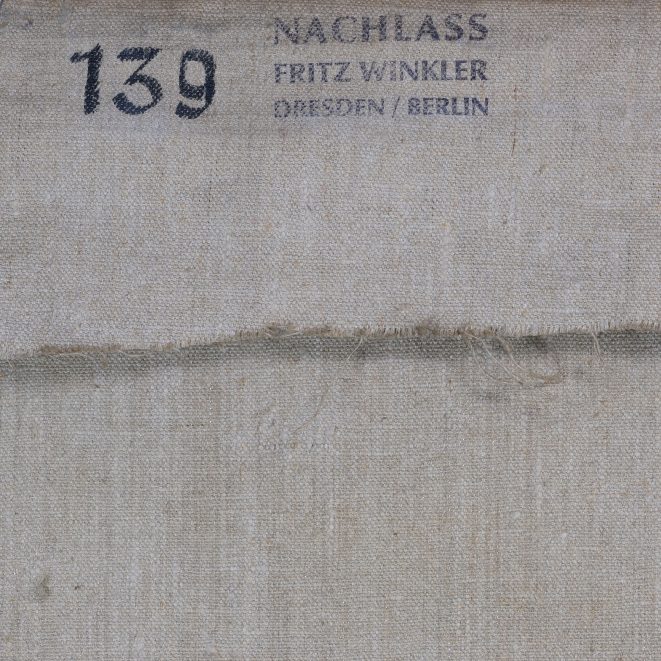 139
NACHLASS
FRITZ WINKLER
DRESDEN / BERLIN